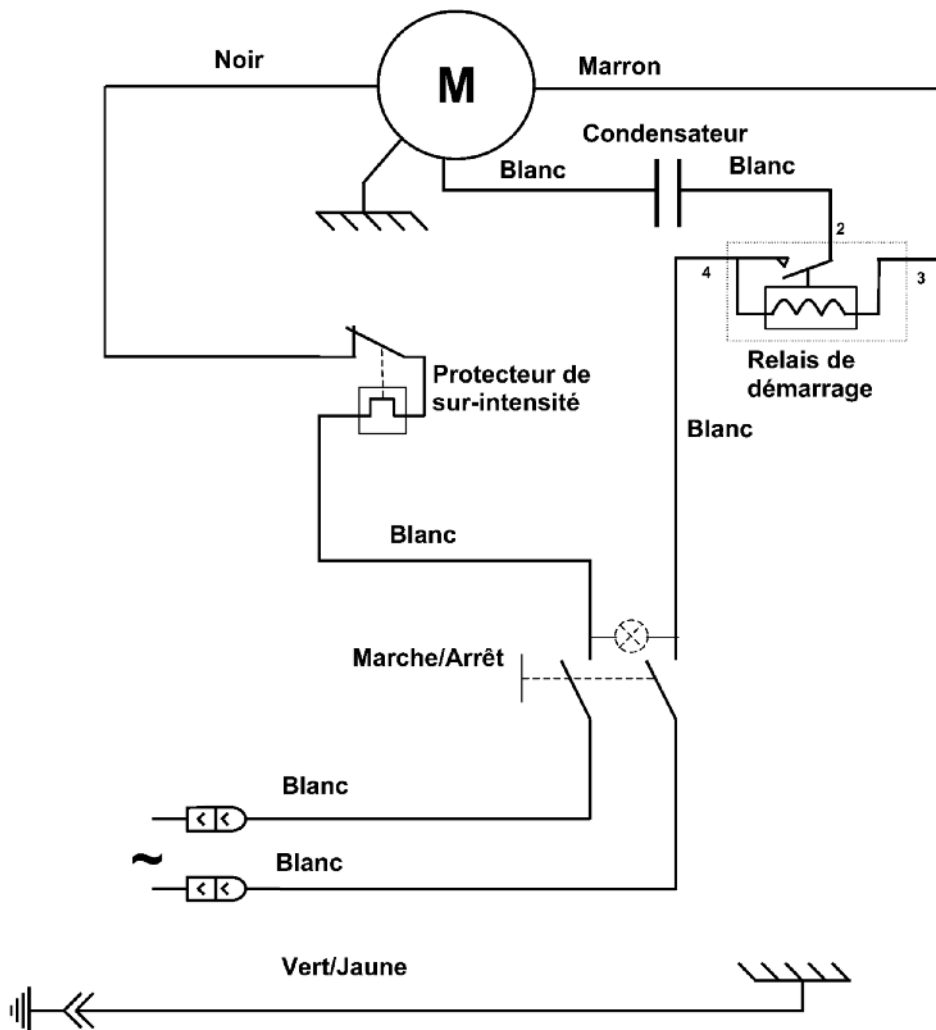 Noir
M
Marron
Condensateur
Blanc
Blanc
2
4
3
Relais de
démarrage
Protecteur de
sur-intensité
Blanc
Blanc
Marche/Arrêt
Blanc
~
Blanc
Vert/Jaune